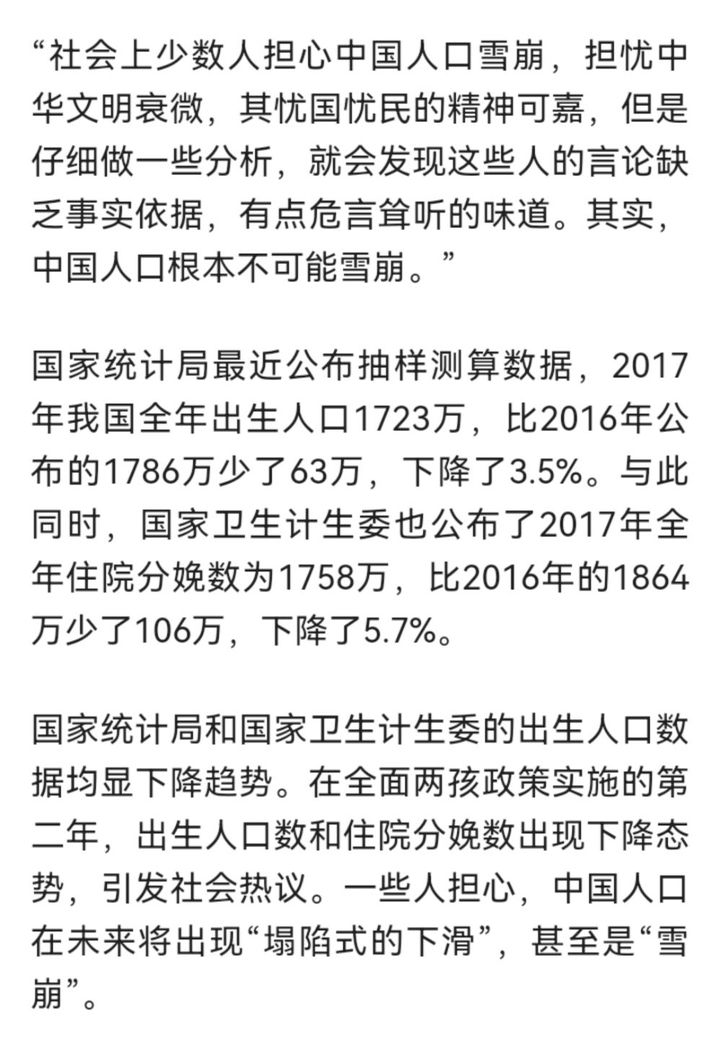 “社会上少数人担心中国人口雪崩，担忧中
华文明衰微，其忧国忧民的精神可嘉，但是
仔细做一些分析，就会发现这些人的言论缺
乏事实依据，有点危言耸听的味道。其实，
中国人口根本不可能雪崩。”
国家统计局最近公布抽样测算数据，2017
年我国全年出生人口1723万，比2016年公
布的1786万少了63万，下降了3.5%。与此
同时，国家卫生计生委也公布了2017年全
年住院分娩数为1758万，比2016年的1864
万少了106万，下降了5.7%。
国家统计局和国家卫生计生委的出生人口数
据均显下降趋势。在全面两孩政策实施的第
二年，出生人口数和住院分娩数出现下降态
势，引发社会热议。一些人担心，中国人口
在未来将出现“塌陷式的下滑”，甚至是“雪
崩”。